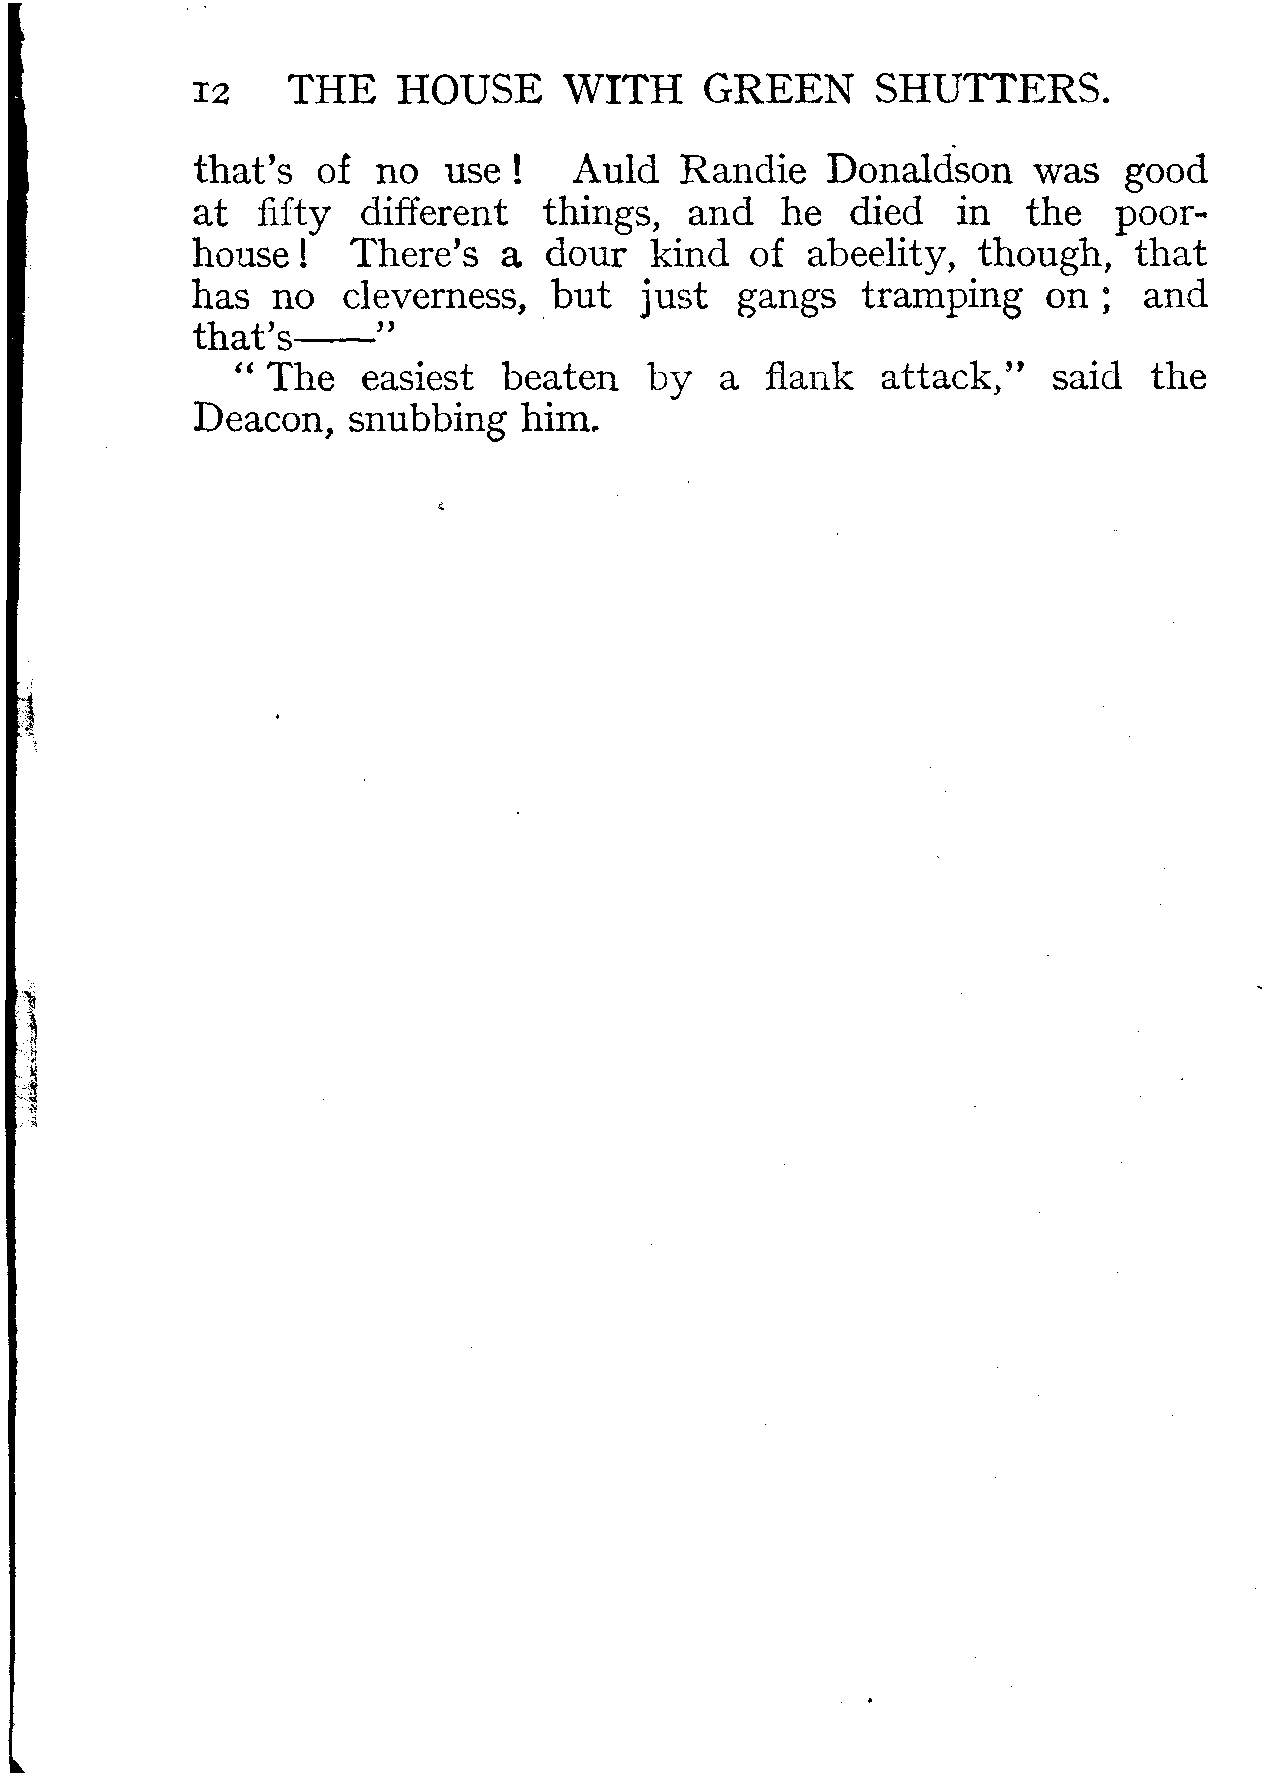 12 THE HOUSE WITH GREEN SHUTTERS.
that's of no use! Auld Randie Donaldson was good
at fifty different things, and he died in the poor-
house! There's a dour kind of abeelity, though, that
has no cleverness, but just gangs tramping on; and
that's——"
"The easiest beaten by a flank attack," said the
Deacon, snubbing him.